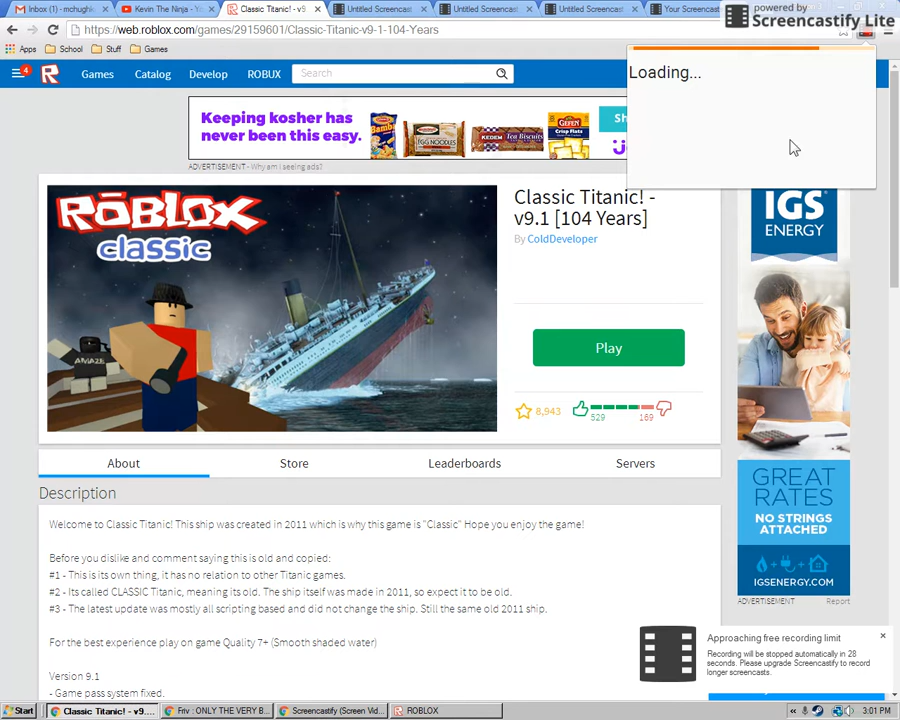 powered by
Screencastify Lite
Inbox (1) - mchughk
Kevin The Ninja - Yo
Classic Titanic! - v9
Untitled Screencast
Untitled Screencast
Untitled Screencast
Your Screencast
https://web.roblox.com/games/29159601/Classic-Titanic-v9-1-104-Years
Apps
School
Stuff
Games
4
Games
Catalog
Develop
ROBUX
Search
Loading...
Keeping kosher has
never been this easy.
Sh
ADVERTISEMENT - Why am I seeing ads?
ROBLOX
classic
AMAZE
Classic Titanic! -
v9.1 [104 Years]
By ColdDeveloper
Play
8,943
529
169
IGS
ENERGY
GREAT
RATES
NO STRINGS
ATTACHED
IGSENERGY.COM
ADVERTISEMENT
Report
About
Store
Leaderboards
Servers
Description
Welcome to Classic Titanic! This ship was created in 2011 which is why this game is "Classic" Hope you enjoy the game!
Before you dislike and comment saying this is old and copied:
#1 - This is its own thing, it has no relation to other Titanic games.
#2 - Its called CLASSIC Titanic, meaning its old. The ship itself was made in 2011, so expect it to be old.
#3 - The latest update was mostly all scripting based and did not change the ship. Still the same old 2011 ship.
For the best experience play on game Quality 7+ (Smooth shaded water)
Version 9.1
- Game pass system fixed.
Approaching free recording limit
Recording will be stopped automatically in 28
seconds. Please upgrade Screencastify to record
longer screencasts.
Start
Classic Titanic! - v9....
Friv : ONLY THE VERY B...
Screencastify (Screen Vid...
ROBLOX
3:01 PM